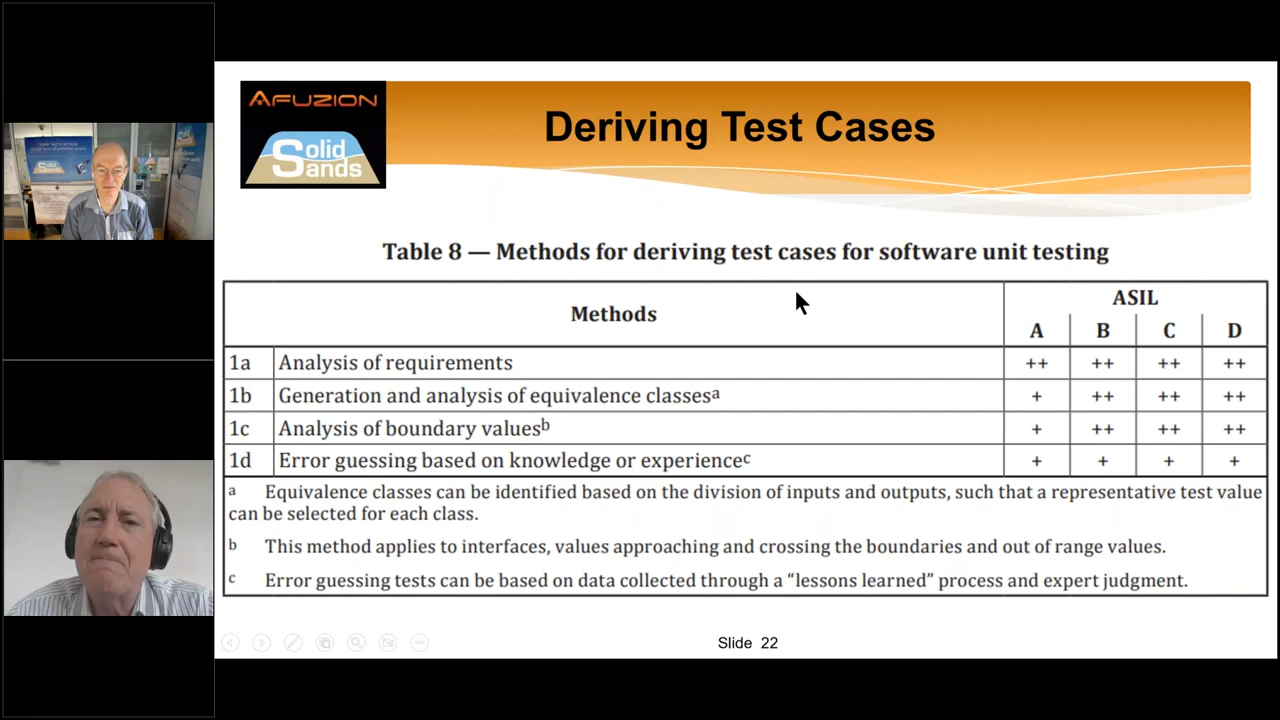 AFUZION
Solid
Sands
Deriving Test Cases
Table 8 — Methods for deriving test cases for software unit testing
Methods
ASIL
A B C D
1a Analysis of requirements ++ ++ ++ ++
1b Generation and analysis of equivalence classesa + ++ ++ ++
1c Analysis of boundary valuesb + ++ ++ ++
1d Error guessing based on knowledge or experiencec + + + +
a Equivalence classes can be identified based on the division of inputs and outputs, such that a representative test value
can be selected for each class.
b This method applies to interfaces, values approaching and crossing the boundaries and out of range values.
c Error guessing tests can be based on data collected through a “lessons learned” process and expert judgment.
Slide 22